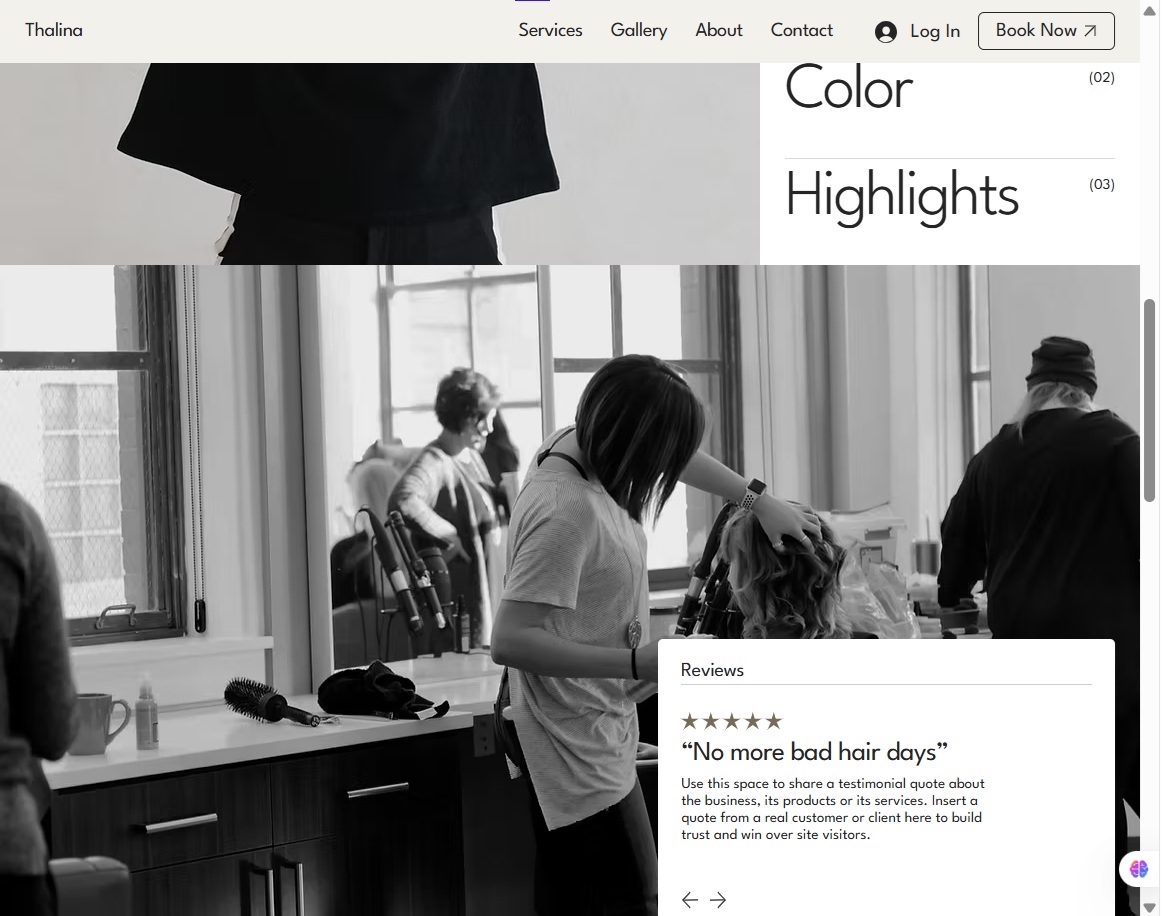 Thalina
Services
Gallery
About
Contact
Log In
Book Now
Color
(02)
Highlights
(03)
Reviews
“No more bad hair days”
Use this space to share a testimonial quote about
the business, its products or its services. Insert a
quote from a real customer or client here to build
trust and win over site visitors.